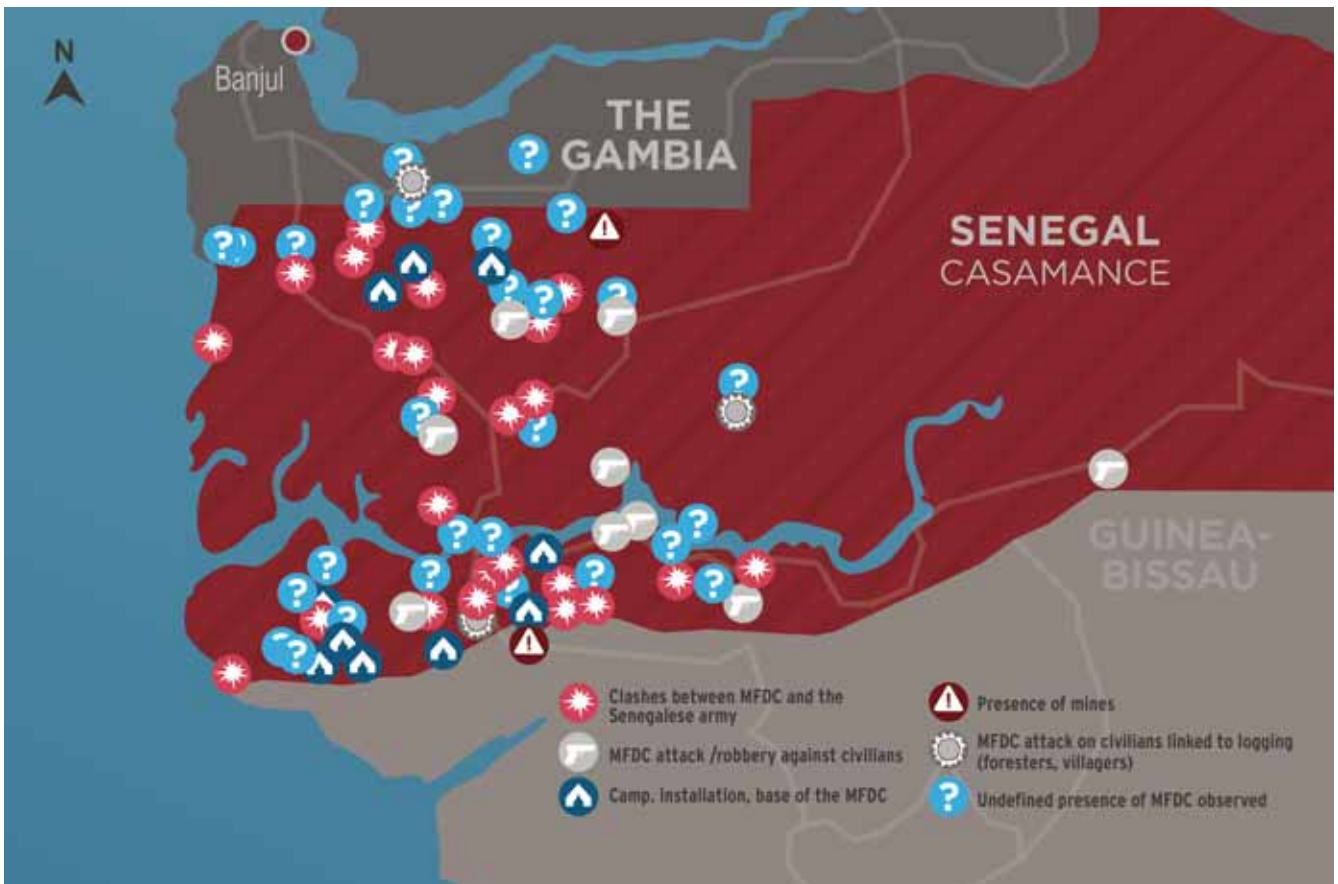 N
Banjul
THE
GAMBIA
SENEGAL
CASAMANCE
GUINEA-
BISSAU
Clashes between MFDC and the
Senegalese army
MFDC attack /robbery against civilians
Camp, installation, base of the MFDC
Presence of mines
MFDC attack on civilians linked to logging
(foresters, villagers)
Undefined presence of MFDC observed